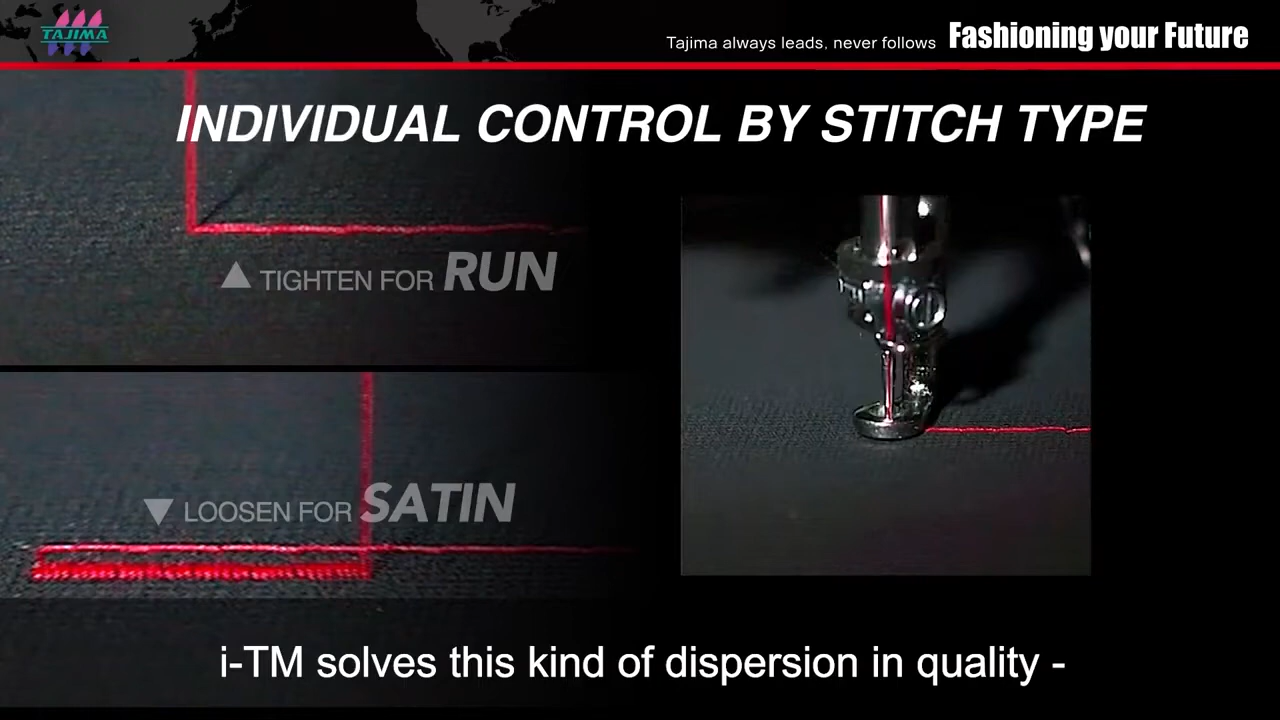 TAJIMA
Tajima always leads, never follows Fashioning your Future
INDIVIDUAL CONTROL BY STITCH TYPE
▲ TIGHTEN FOR RUN
▼ LOOSEN FOR SATIN
i-TM solves this kind of dispersion in quality -